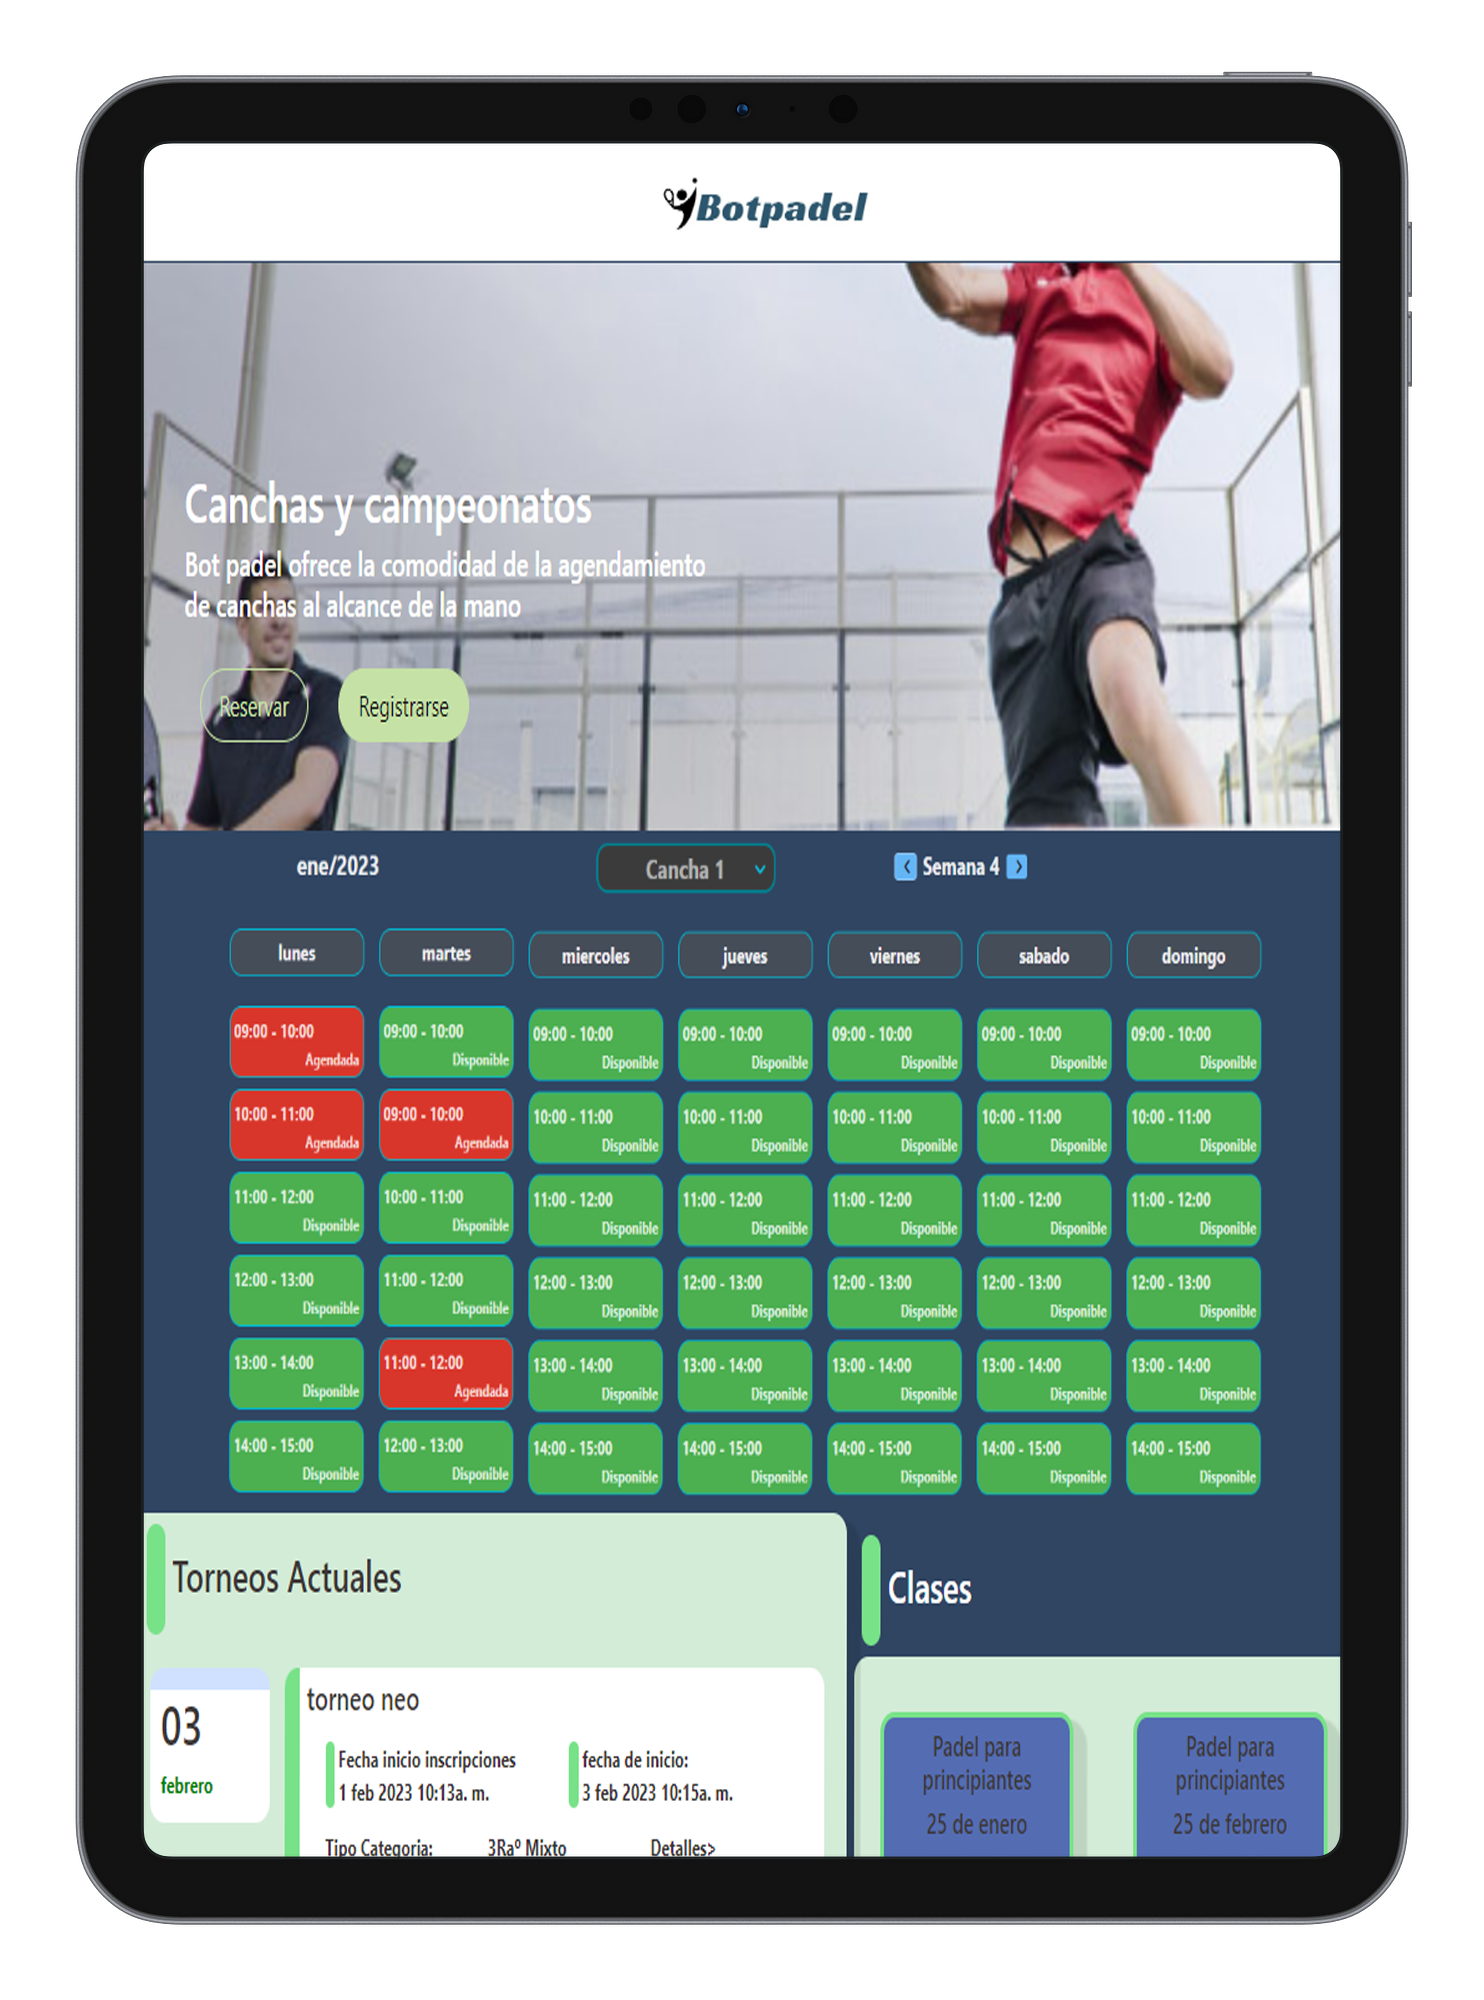 Botpadel
Canchas y campeonatos
Bot padel ofrece la comodidad de la agendamiento
de canchas al alcance de la mano
Reservar Registrarse
ene/2023 Cancha 1 Semana 4
lunes martes miercoles jueves viernes sabado domingo
09:00 - 10:00 09:00 - 10:00 09:00 - 10:00 09:00 - 10:00 09:00 - 10:00 09:00 - 10:00 09:00 - 10:00
Agendada Disponible Disponible Disponible Disponible Disponible Disponible
10:00 - 11:00 09:00 - 10:00 10:00 - 11:00 10:00 - 11:00 10:00 - 11:00 10:00 - 11:00 10:00 - 11:00
Agendada Agendada Disponible Disponible Disponible Disponible Disponible
11:00 - 12:00 10:00 - 11:00 11:00 - 12:00 11:00 - 12:00 11:00 - 12:00 11:00 - 12:00 11:00 - 12:00
Disponible Disponible Disponible Disponible Disponible Disponible Disponible
12:00 - 13:00 11:00 - 12:00 12:00 - 13:00 12:00 - 13:00 12:00 - 13:00 12:00 - 13:00 12:00 - 13:00
Disponible Disponible Disponible Disponible Disponible Disponible Disponible
13:00 - 14:00 11:00 - 12:00 13:00 - 14:00 13:00 - 14:00 13:00 - 14:00 13:00 - 14:00 13:00 - 14:00
Disponible Agendada Disponible Disponible Disponible Disponible Disponible
14:00 - 15:00 12:00 - 13:00 14:00 - 15:00 14:00 - 15:00 14:00 - 15:00 14:00 - 15:00 14:00 - 15:00
Disponible Disponible Disponible Disponible Disponible Disponible Disponible
Torneos Actuales
03
febrero
torneo neo
Fecha inicio inscripciones
1 feb 2023 10:13a. m.
fecha de inicio:
3 feb 2023 10:15a. m.
Tipo Categoria: 3Raº Mixto Detalles>
Clases
Padel para
principiantes
25 de enero
Padel para
principiantes
25 de febrero